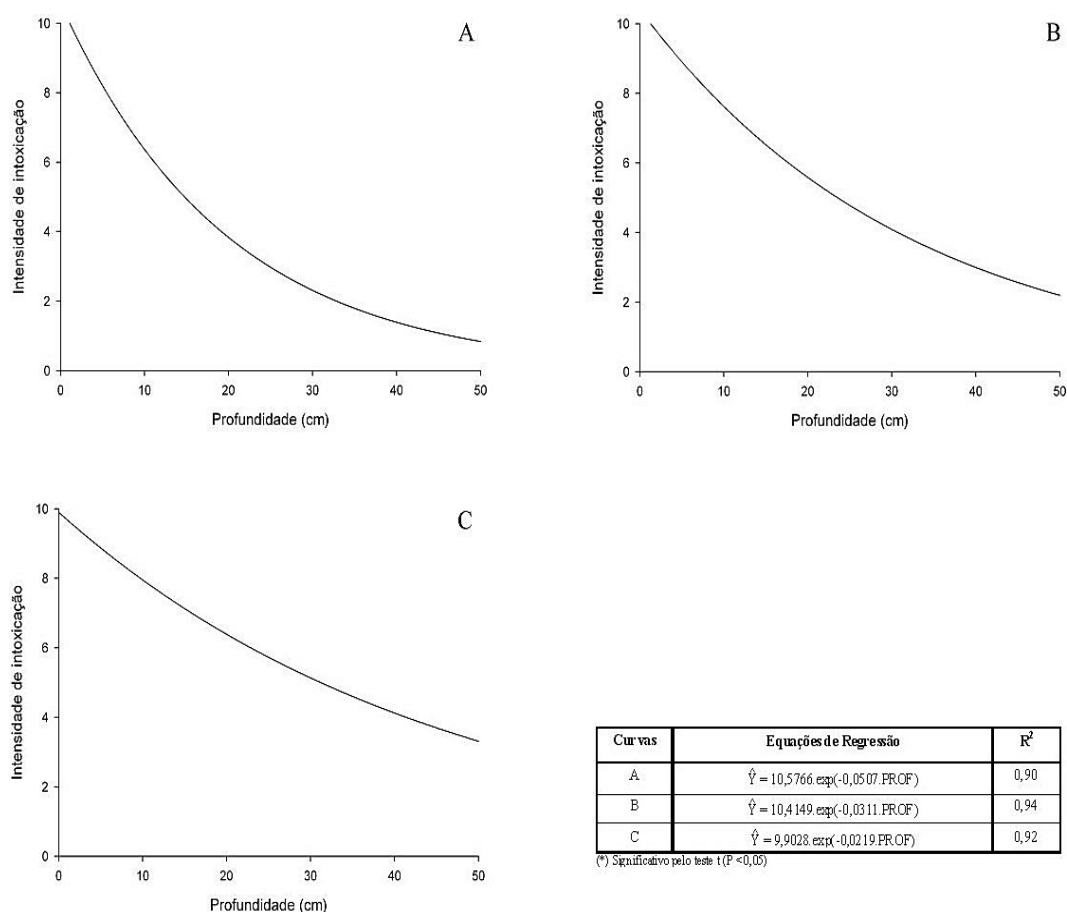 A
Intensidade de intoxicação
10
8
6
4
2
0
0 10 20 30 40 50
Profundidade (cm)
B
Intensidade de intoxicação
10
8
6
4
2
0
0 10 20 30 40 50
Profundidade (cm)
C
Intensidade de intoxicação
10
8
6
4
2
0
0 10 20 30 40 50
Profundidade (cm)
Curvas Equações de Regressão R²
A Ŷ = 10,5766.exp(-0,0507.PROF) 0,90
B Ŷ = 10,4149.exp(-0,0311.PROF) 0,94
C Ŷ = 9,9028.exp(-0,0219.PROF) 0,92
(*) Significativo pelo teste t (P <0,05)